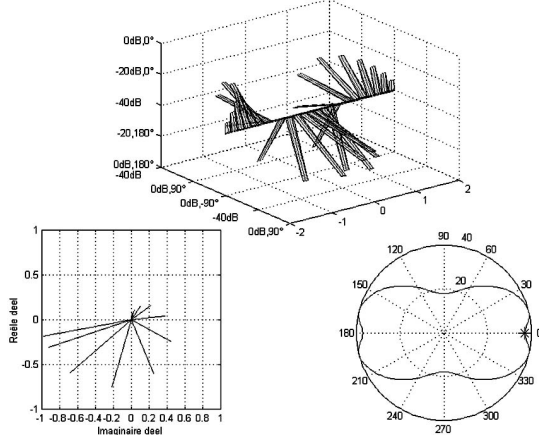 0dB,0°
-20dB,0°
-40dB
-20,180°
0dB,180°
-40dB
0dB,90°
0dB,-90°
-40dB
0dB,90°
-2
-1
0
1
2
1
0.5
0
-0.5
-1
-1 -0.8 -0.6 -0.4 -0.2 0 0.2 0.4 0.6 0.8 1
Reële deel
Imaginaire deel
90 40
120 60
150 20 30
180 0
210 330
240 300
270